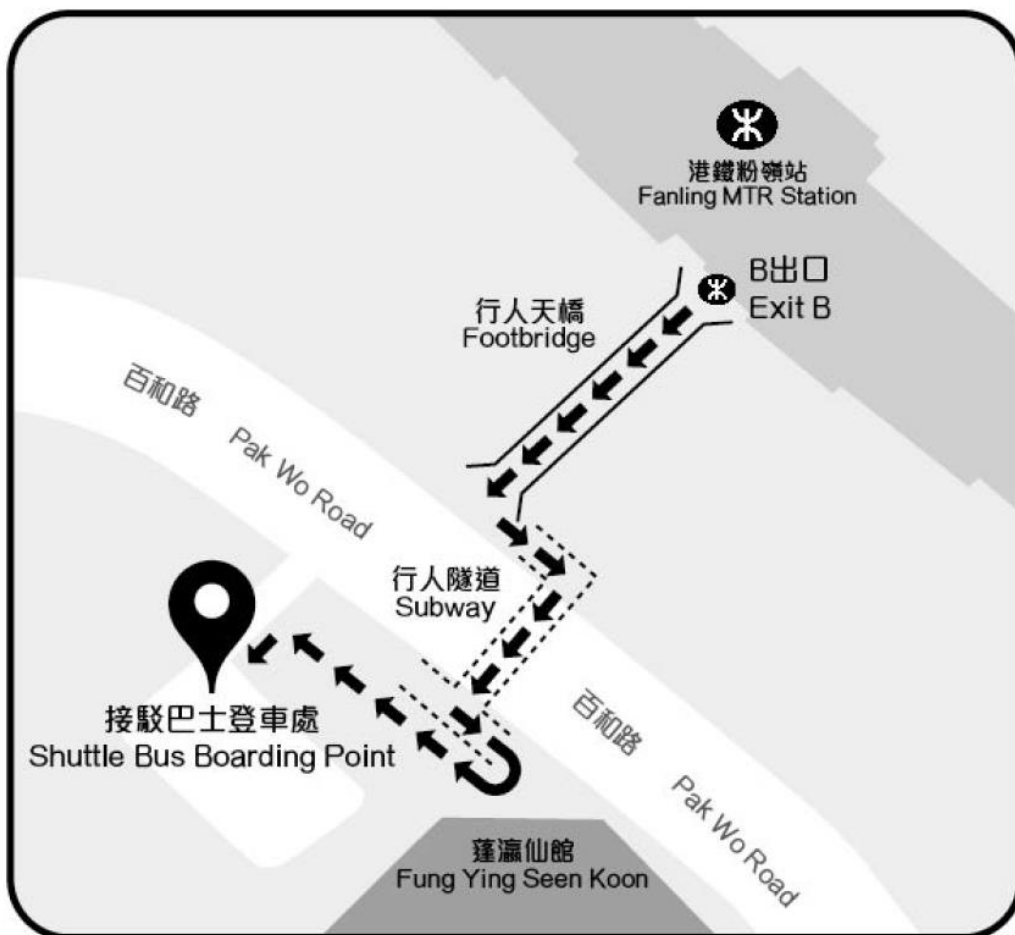 港鐵粉嶺站
Fanling MTR Station
B出口
Exit B
行人天橋
Footbridge
百和路 Pak Wo Road
行人隧道
Subway
接駁巴士登車處
Shuttle Bus Boarding Point
百和路 Pak Wo Road
蓬瀛仙館
Fung Ying Seen Koon